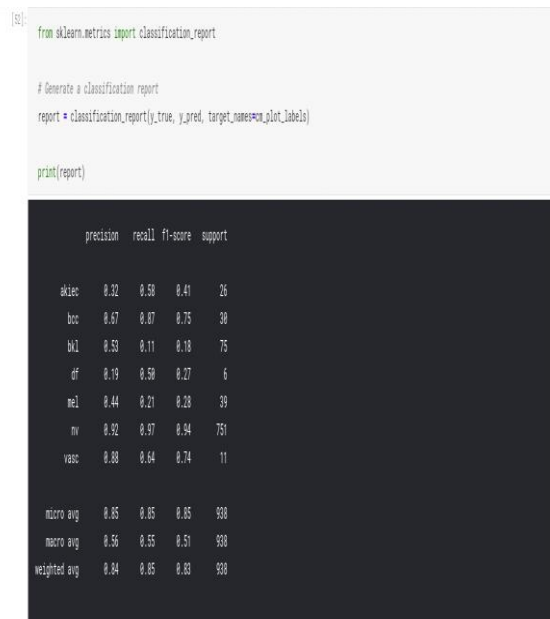 [52]:
from sklearn.metrics import classification_report
# Generate a classification report
report = classification_report(y_true, y_pred, target_names=cm_plot_labels)
print(report)
precision recall f1-score support
akiec 0.32 0.58 0.41 26
bcc 0.67 0.87 0.75 30
bkl 0.53 0.11 0.18 75
df 0.19 0.50 0.27 6
mel 0.44 0.21 0.28 39
nv 0.92 0.97 0.94 751
vasc 0.88 0.64 0.74 11
micro avg 0.85 0.85 0.85 938
macro avg 0.56 0.55 0.51 938
weighted avg 0.84 0.85 0.83 938